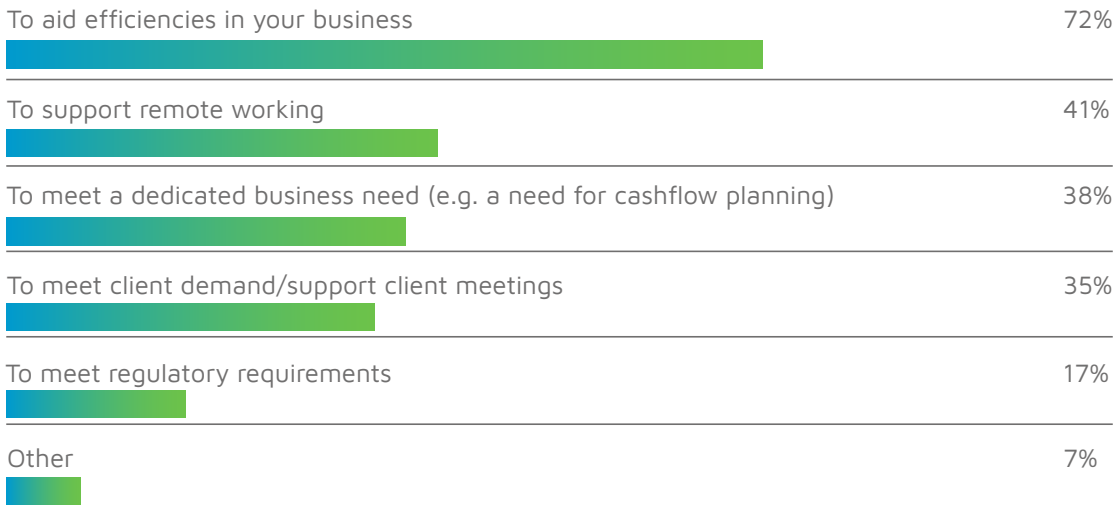 To aid efficiencies in your business 72%
To support remote working 41%
To meet a dedicated business need (e.g. a need for cashflow planning) 38%
To meet client demand/support client meetings 35%
To meet regulatory requirements 17%
Other 7%